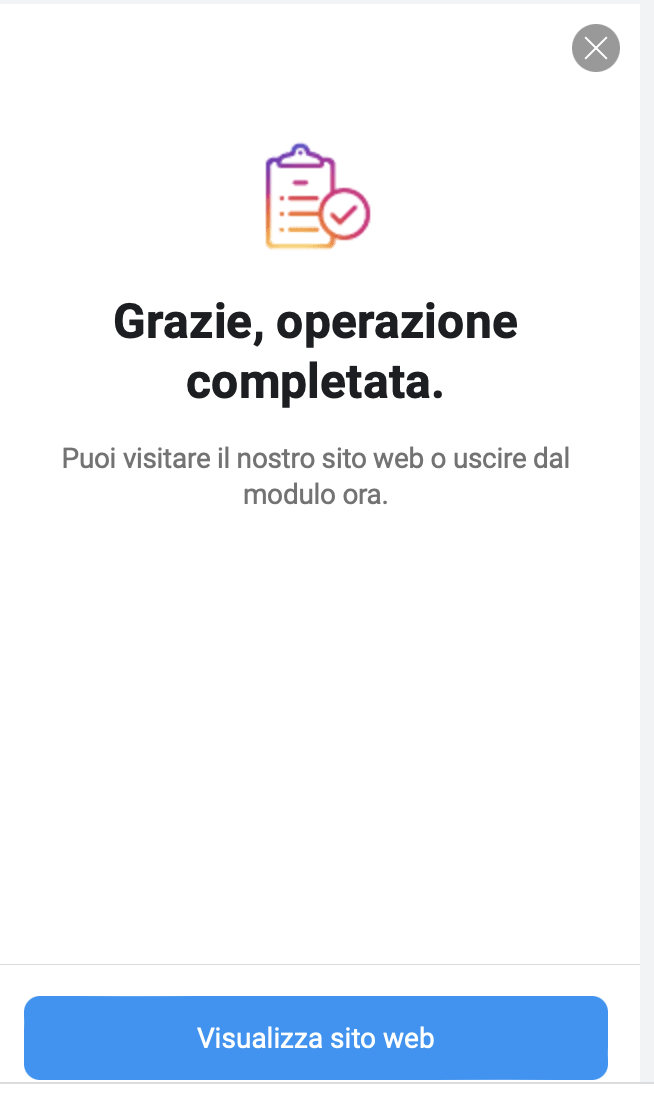 Grazie, operazione
completata.
Puoi visitare il nostro sito web o uscire dal
modulo ora.
Visualizza sito web